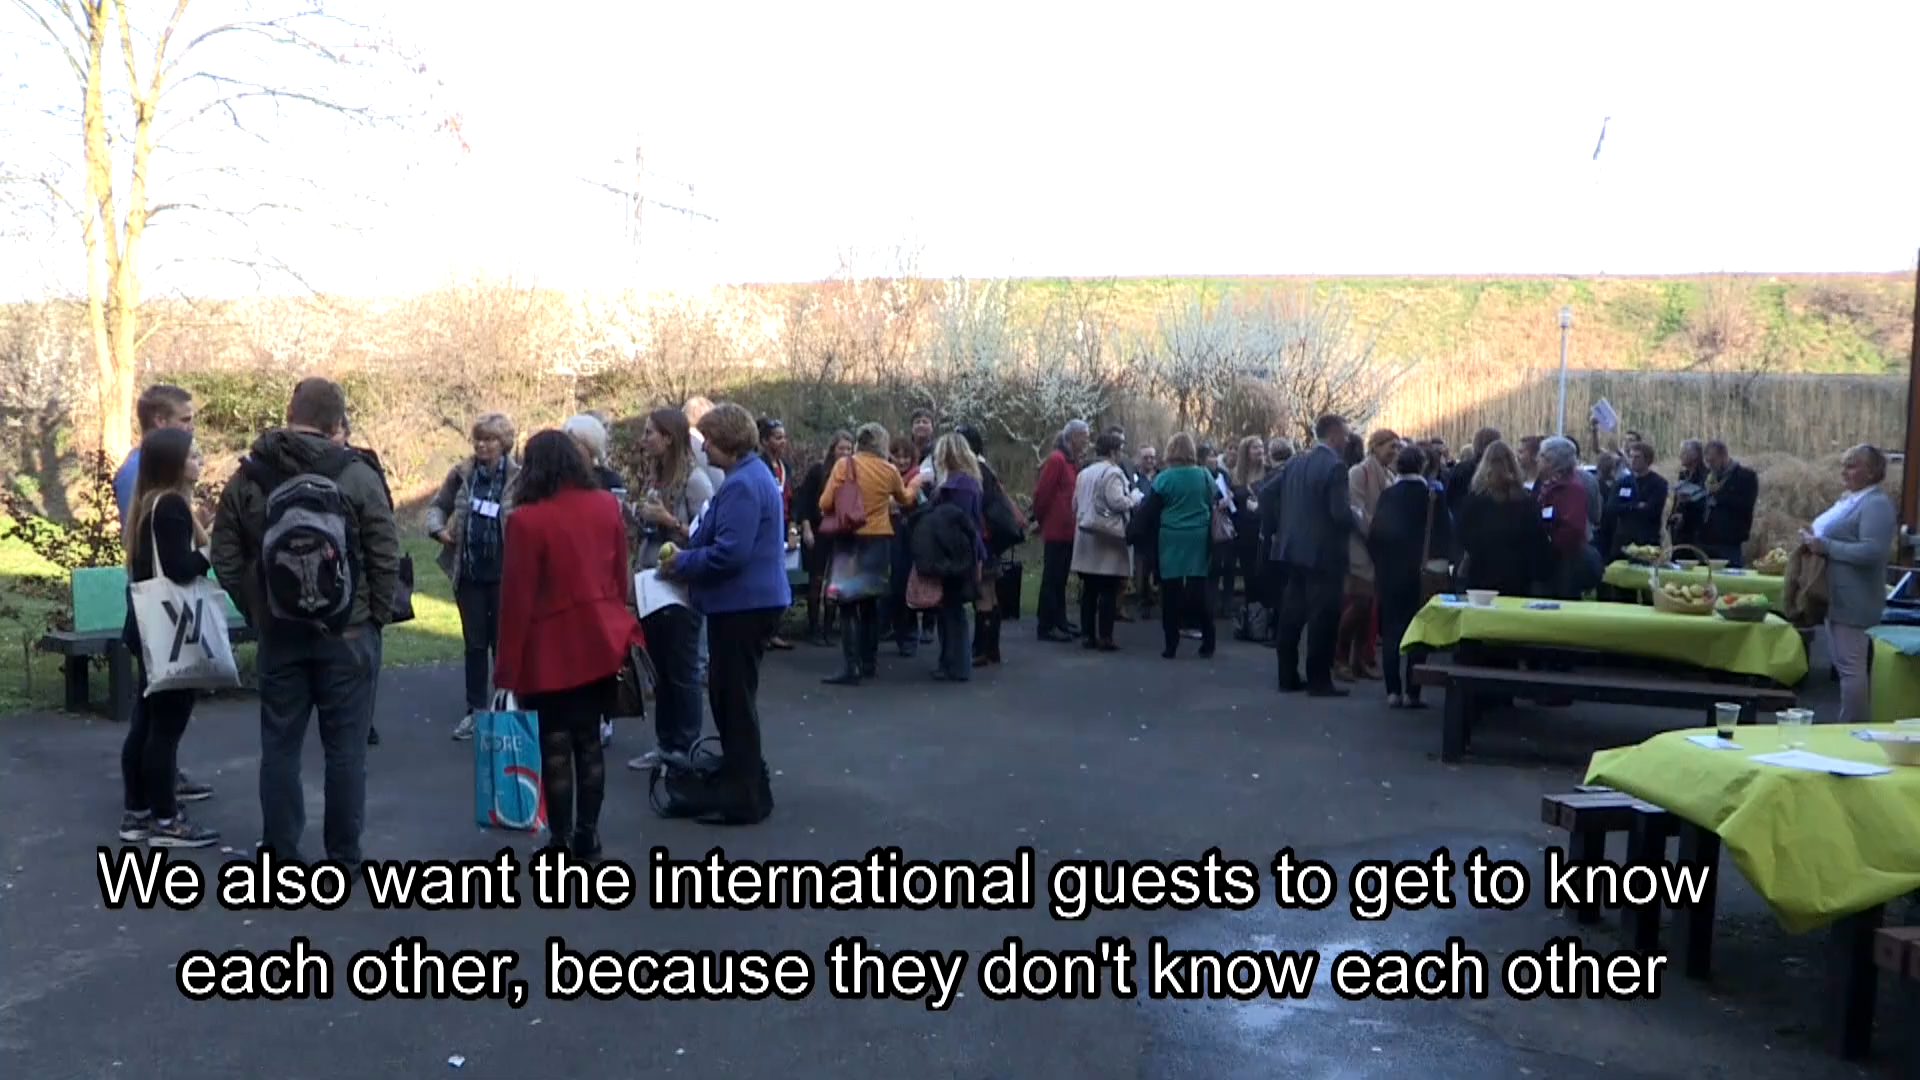 We also want the international guests to get to know
each other, because they don't know each other